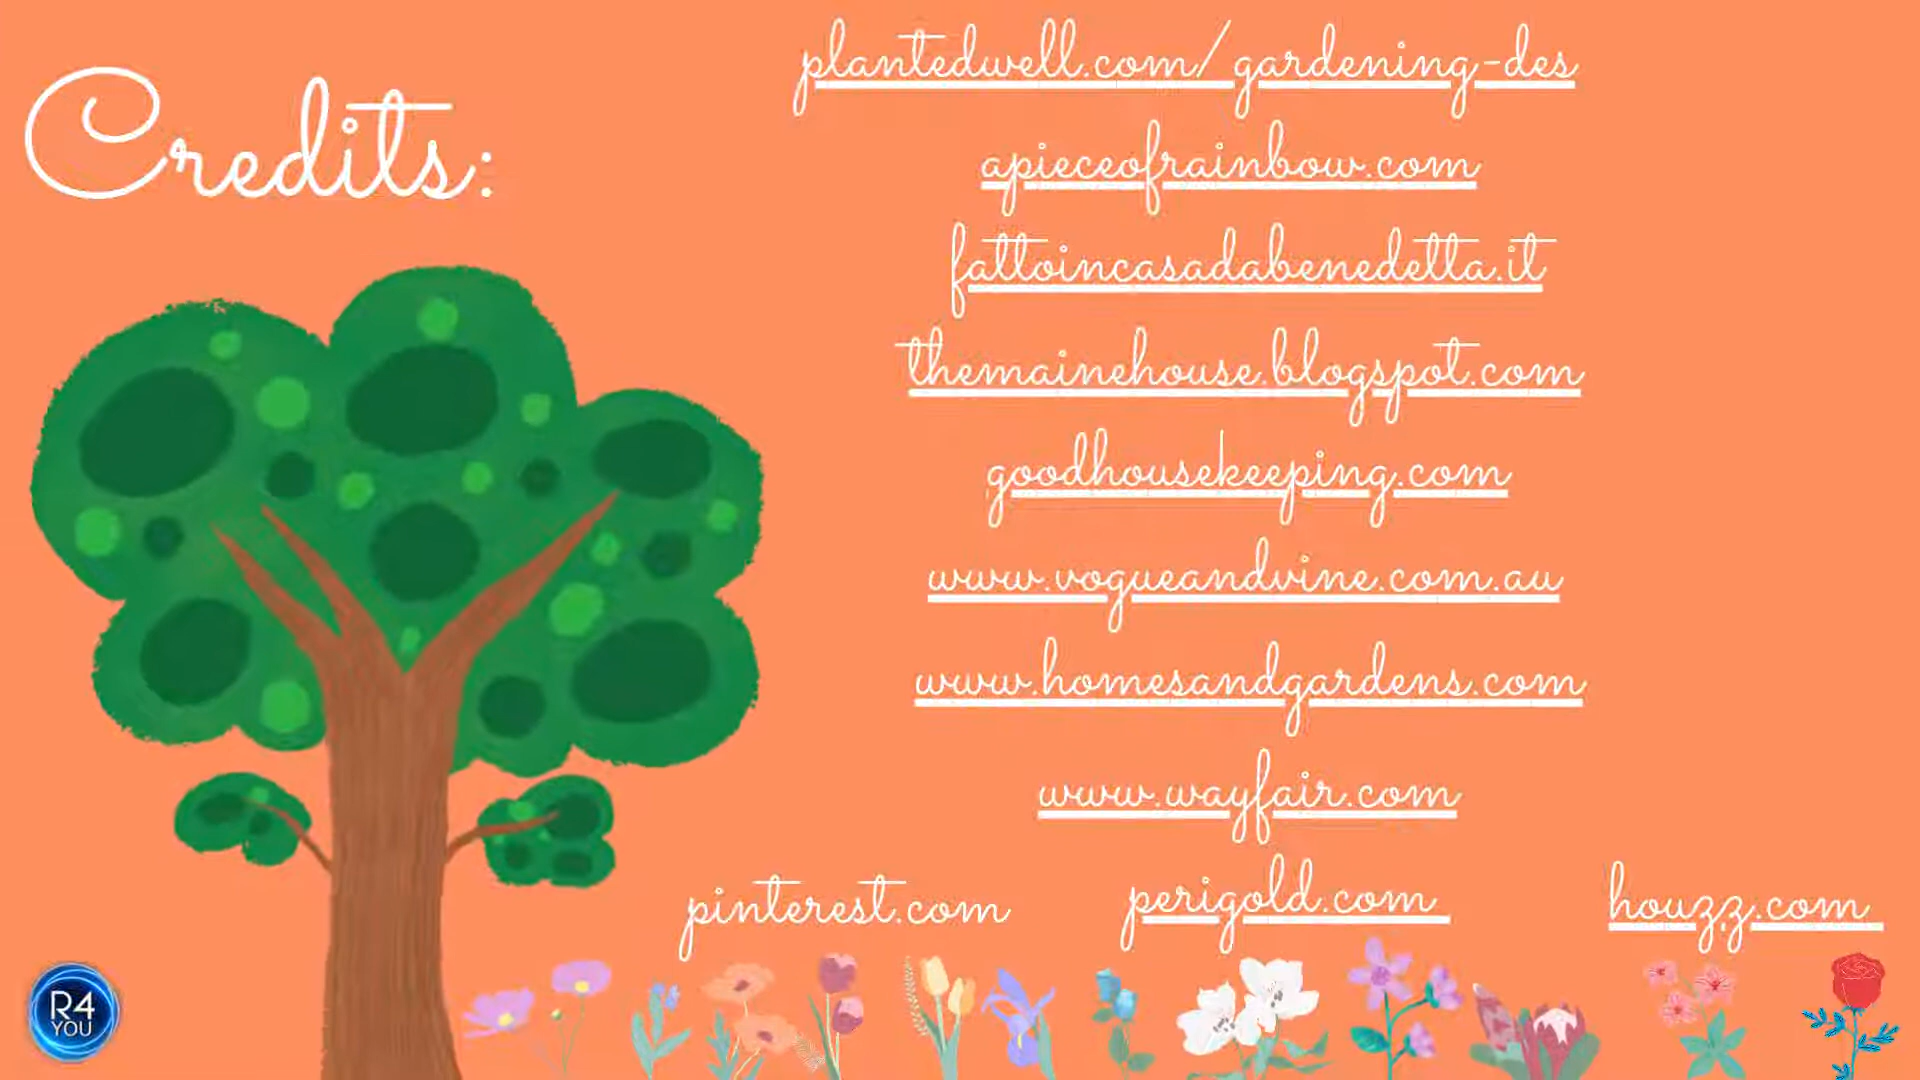 Credits:
plantedwell.com/gardening-des
apieceofrainbow.com
fattoincasadabenedetta.it
themainehouse.blogspot.com
goodhousekeeping.com
www.vogueandvine.com.au
www.homesandgardens.com
www.wayfair.com
pinterest.com
perigold.com
houzz.com
R4
YOU